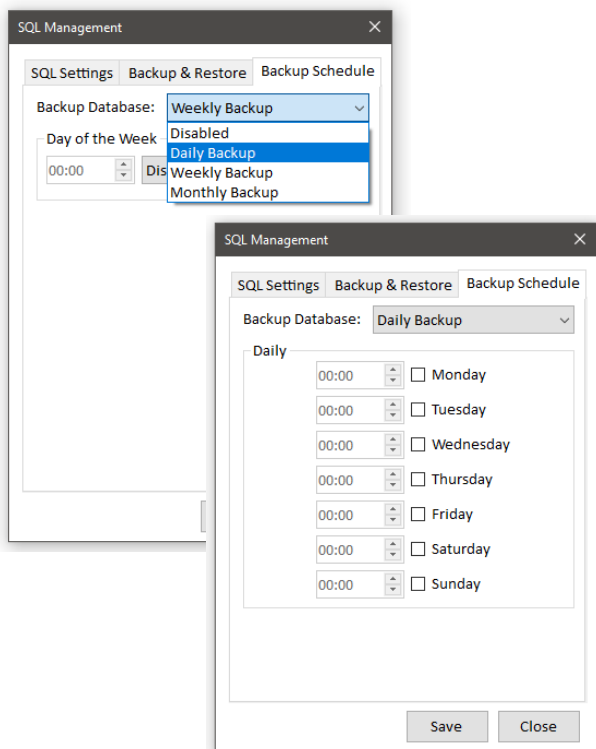 SQL Management
SQL Settings Backup & Restore Backup Schedule
Backup Database: Weekly Backup
Disabled
Day of the Week
Daily Backup
00:00
Weekly Backup
Monthly Backup
SQL Management
SQL Settings Backup & Restore Backup Schedule
Backup Database: Daily Backup
Daily
00:00 Monday
00:00 Tuesday
00:00 Wednesday
00:00 Thursday
00:00 Friday
00:00 Saturday
00:00 Sunday
Save Close